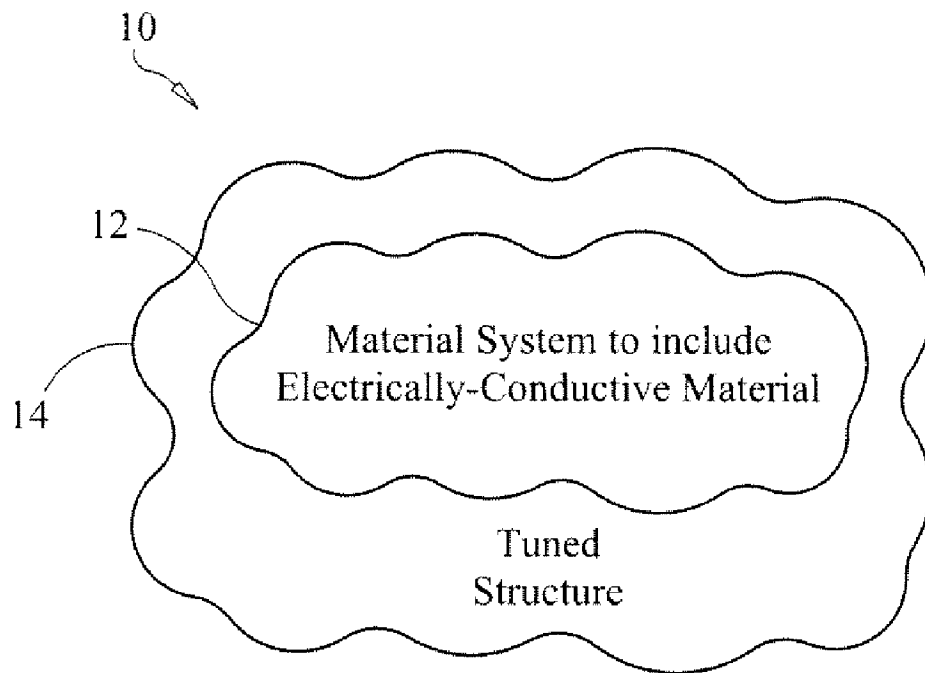 10
12
Material System to include
Electrically-Conductive Material
14
Tuned
Structure